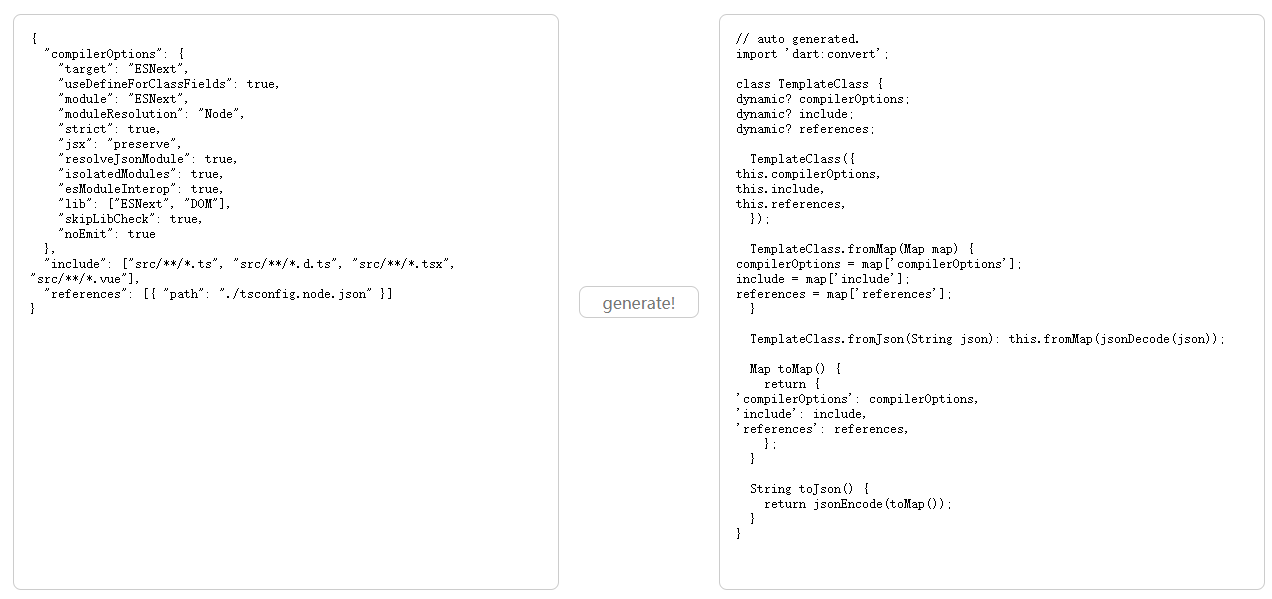 {
  "compilerOptions": {
    "target": "ESNext",
    "useDefineForClassFields": true,
    "module": "ESNext",
    "moduleResolution": "Node",
    "strict": true,
    "jsx": "preserve",
    "resolveJsonModule": true,
    "isolatedModules": true,
    "esModuleInterop": true,
    "lib": ["ESNext", "DOM"],
    "skipLibCheck": true,
    "noEmit": true
  },
  "include": ["src/**/*.ts", "src/**/*.d.ts", "src/**/*.tsx",
"src/**/*.vue"],
  "references": [{ "path": "./tsconfig.node.json" }]
}
generate!
// auto generated.
import 'dart:convert';

class TemplateClass {
dynamic? compilerOptions;
dynamic? include;
dynamic? references;

  TemplateClass({
this.compilerOptions,
this.include,
this.references,
  });

  TemplateClass.fromMap(Map map) {
compilerOptions = map['compilerOptions'];
include = map['include'];
references = map['references'];
  }

  TemplateClass.fromJson(String json): this.fromMap(jsonDecode(json));

  Map toMap() {
    return {
'compilerOptions': compilerOptions,
'include': include,
'references': references,
    };
  }

  String toJson() {
    return jsonEncode(toMap());
  }
}